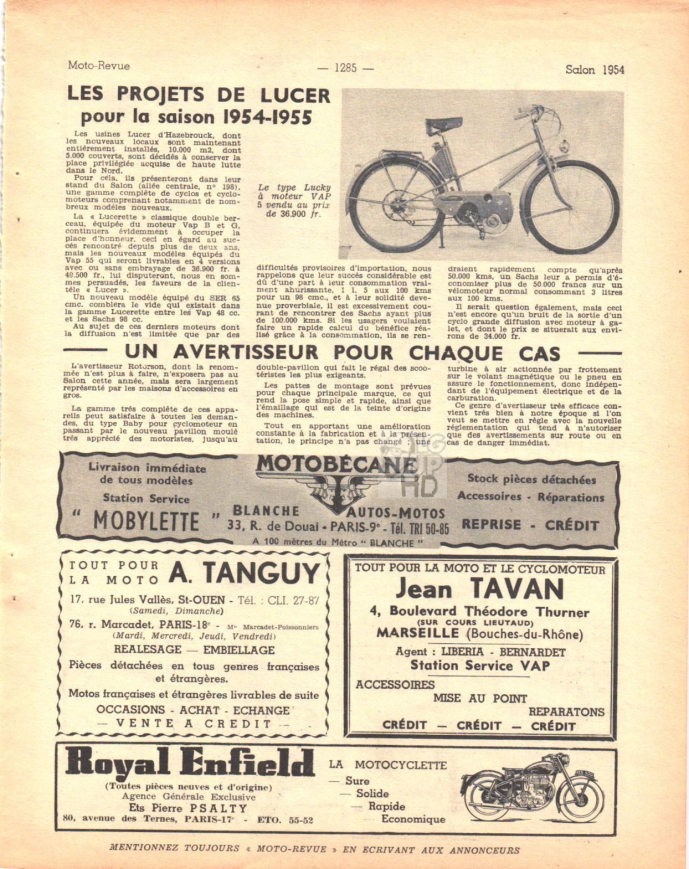 Moto-Revue
— 1285 —
Salon 1954
LES PROJETS DE LUCER
pour la saison 1954-1955
Les usines Lucer d'Hazebrouck, dont
les nouveaux locaux sont maintenant
entièrement installés, 10.000 m2, dont
5.000 couverts, sont décidés à conserver la
place privilégiée acquise de haute lutte
dans le Nord.
Pour cela, ils présenteront dans leur
stand du Salon (allée centrale, n° 198),
une gamme complète de cyclos et cyclo-
moteurs comprenant notamment de nom-
breux modèles nouveaux.
La « Lucerette » classique double ber-
ceau, équipée du moteur Vap B et G,
continuera évidemment à occuper la
place d'honneur, ceci en égard au suc-
cès rencontré depuis plus de deux ans,
mais les nouveaux modèles équipés du
Vap 55 qui seront livrables en 4 versions
avec ou sans embrayage de 36.900 fr. à
40.500 fr., lui disputeront, nous en som-
mes persuadés, les faveurs de la clien-
tèle « Lucer ».
Un nouveau modèle équipé du SER 65
cmc. comblera le vide qui existait dans
la gamme Lucerette entre les Vap 48 cc.
et les Sachs 98 cc.
Au sujet de ces derniers moteurs dont
la diffusion n'est limitée que par des
Le type Lucky
à moteur VAP
5 vendu au prix
de 36.900 fr.
difficultés provisoires d'importation, nous
rappelons que leur succès considérable est
dû d'une part à leur consommation vrai-
ment ahurissante, 1 l. 5 aux 100 kms
pour un 98 cmc., et à leur solidité deve-
nue proverbiale, il est excessivement cou-
rant de rencontrer des Sachs ayant plus
de 100.000 kms. Si les usagers voulaient
faire un rapide calcul du bénéfice réa-
lisé grâce à la consommation, ils se ren-
draient rapidement compte qu'après
50.000 kms, un Sachs leur a permis d'é-
conomiser plus de 50.000 francs sur un
vélomoteur normal consommant 3 litres
aux 100 kms.
Il serait question également, mais ceci
n'est encore qu'un bruit de la sortie d'un
cyclo grande diffusion avec moteur à ga-
let, et dont le prix se situerait aux envi-
rons de 34.000 fr.
UN AVERTISSEUR POUR CHAQUE CAS
L'avertisseur Rotorson, dont la renom-
mée n'est plus à faire, n'exposera pas au
Salon cette année, mais sera largement
représenté par les maisons d'accessoires en
gros.
La gamme très complète de ces appa-
reils peut satisfaire à toutes les deman-
des, du type Baby pour cyclomoteur en
passant par le nouveau pavillon moulé
très apprécié des motoristes, jusqu'au
double-pavillon qui fait le régal des scoo-
téristes les plus exigeants.
Les pattes de montage sont prévues
pour chaque principale marque, ce qui
rend la pose simple et rapide, ainsi que
l'émaillage qui est de la teinte d'origine
des machines.
Tout en apportant une amélioration
constante à la fabrication et à la présen-
tation, le principe n'a pas changé : une
turbine à air actionnée par frottement
sur le volant magnétique ou le pneu en
assure le fonctionnement, donc indépen-
dant de l'équipement électrique et de la
carburation.
Ce genre d'avertisseur très efficace con-
vient très bien à notre époque si l'on
veut se mettre en règle avec la nouvelle
réglementation qui tend à n'autoriser
que des avertissements sur route ou en
cas de danger immédiat.
HD
Livraison immédiate
de tous modèles
Station Service
" MOBYLETTE "
MOTOBÉCANE
BLANCHE AUTOS-MOTOS
33, R. de Douai - PARIS-9e - Tél. TRI 50-85
A 100 mètres du Métro " BLANCHE "
Stock pièces détachées
Accessoires - Réparations
REPRISE - CRÉDIT
TOUT POUR
LA MOTO
A. TANGUY
17, rue Jules Vallès, St-OUEN - Tél. : CLI. 27-87
(Samedi, Dimanche)
76, r. Marcadet, PARIS-18e - Mo Marcadet-Poissonniers
(Mardi, Mercredi, Jeudi, Vendredi)
REALESAGE — EMBIELLAGE
Pièces détachées en tous genres françaises
et étrangères.
Motos françaises et étrangères livrables de suite
OCCASIONS - ACHAT - ECHANGE
— VENTE A CREDIT —
TOUT POUR LA MOTO ET LE CYCLOMOTEUR
Jean TAVAN
4, Boulevard Théodore Thurner
(SUR COURS LIEUTAUD)
MARSEILLE (Bouches-du-Rhône)
Agent : LIBERIA - BERNARDET
Station Service VAP
ACCESSOIRES
MISE AU POINT
REPARATONS
CRÉDIT — CRÉDIT — CRÉDIT
Royal Enfield
(Toutes pièces neuves et d'origine)
Agence Générale Exclusive
Ets Pierre PSALTY
80, avenue des Ternes, PARIS-17e - ETO. 55-52
LA MOTOCYCLETTE
— Sure
— Solide
— Rapide
— Economique
MENTIONNEZ TOUJOURS « MOTO-REVUE » EN ECRIVANT AUX ANNONCEURS